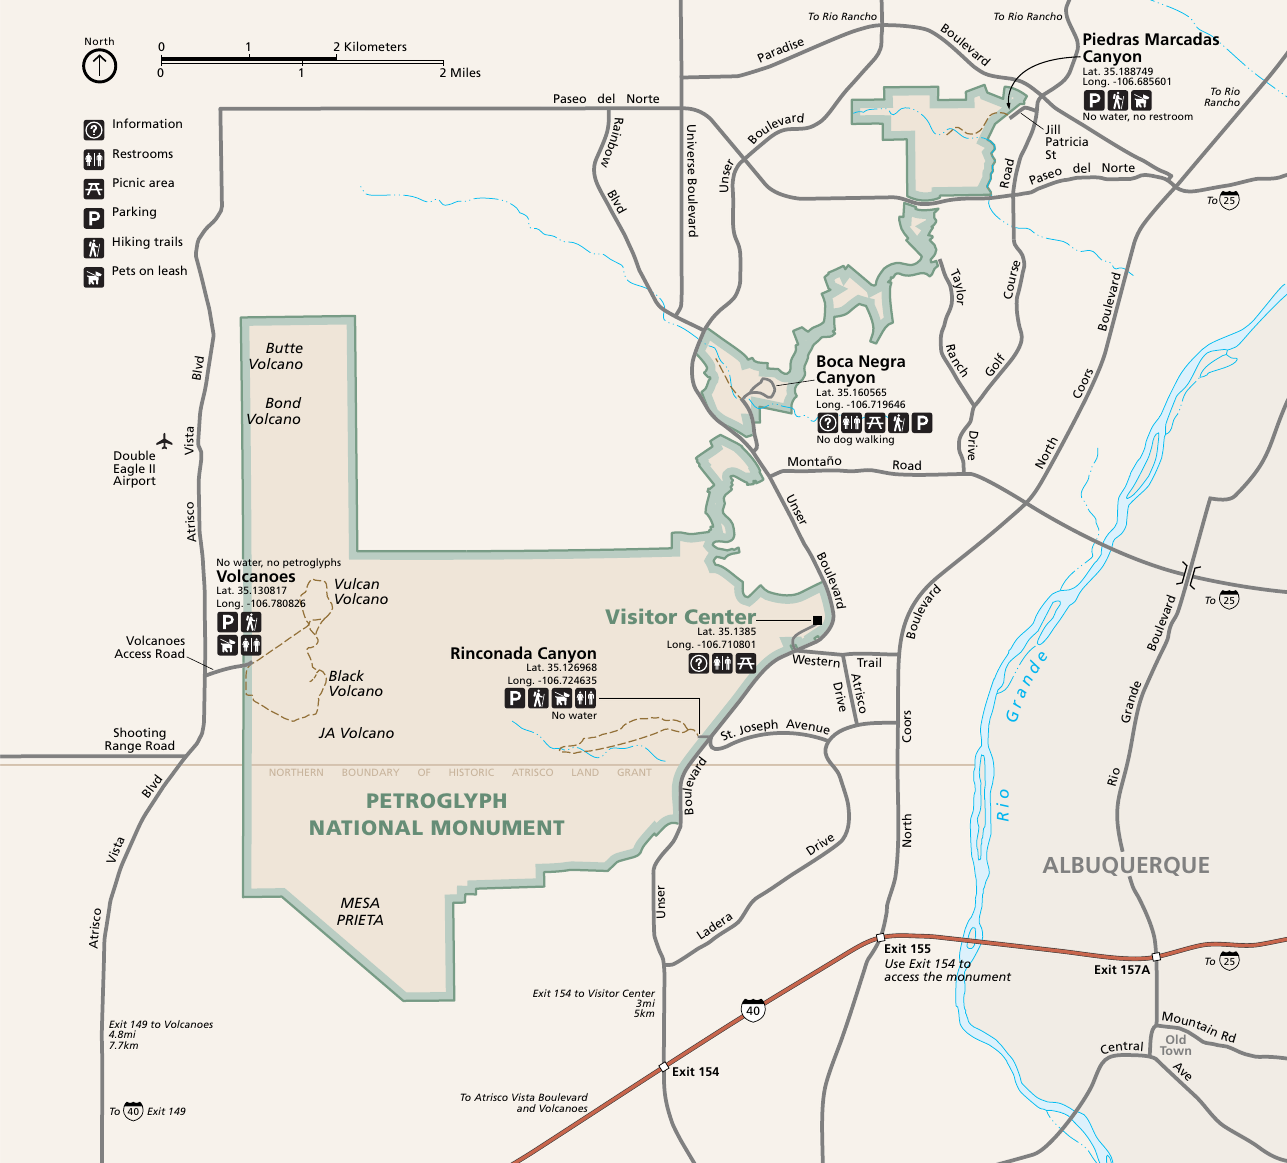 North
0 1 2 Kilometers
0 1 2 Miles
Information
Restrooms
Picnic area
P
Parking
Hiking trails
Pets on leash
To Rio Rancho
To Rio Rancho
To Rio
Rancho
Paradise
Boulevard
Piedras Marcadas
Canyon
Lat. 35.188749
Long. -106.685601
P
No water, no restroom
Jill
Patricia
St
Paseo del Norte
Rainbow
Blvd
Universe Boulevard
Unser
Boulevard
Road
Paseo del Norte
To 25
Course
Golf
Taylor
Ranch
Drive
Boulevard
Coors
North
Butte
Volcano
Bond
Volcano
Boca Negra
Canyon
Lat. 35.160565
Long. -106.719646
P
No dog walking
Montaño Road
Blvd
Vista
Atrisco
Double
Eagle II
Airport
Unser
Boulevard
No water, no petroglyphs
Volcanoes
Lat. 35.130817
Long. -106.780826
P
Vulcan
Volcano
Volcanoes
Access Road
Black
Volcano
JA Volcano
Visitor Center
Lat. 35.1385
Long. -106.710801
Rinconada Canyon
Lat. 35.126968
Long. -106.724635
P
No water
Western Trail
Atrisco
Drive
St. Joseph Avenue
Boulevard
Coors
North
To 25
Boulevard
Grande
Rio
Rio Grande
Shooting
Range Road
NORTHERN BOUNDARY OF HISTORIC ATRISCO LAND GRANT
PETROGLYPH
NATIONAL MONUMENT
Boulevard
Unser
Blvd
Vista
Atrisco
Drive
Ladera
MESA
PRIETA
ALBUQUERQUE
Exit 155
Use Exit 154 to
access the monument
Exit 157A
To 25
Exit 154 to Visitor Center
3mi
5km
40
Exit 149 to Volcanoes
4.8mi
7.7km
Exit 154
Mountain Rd
Old
Town
Central
Ave
To Atrisco Vista Boulevard
and Volcanoes
To 40 Exit 149